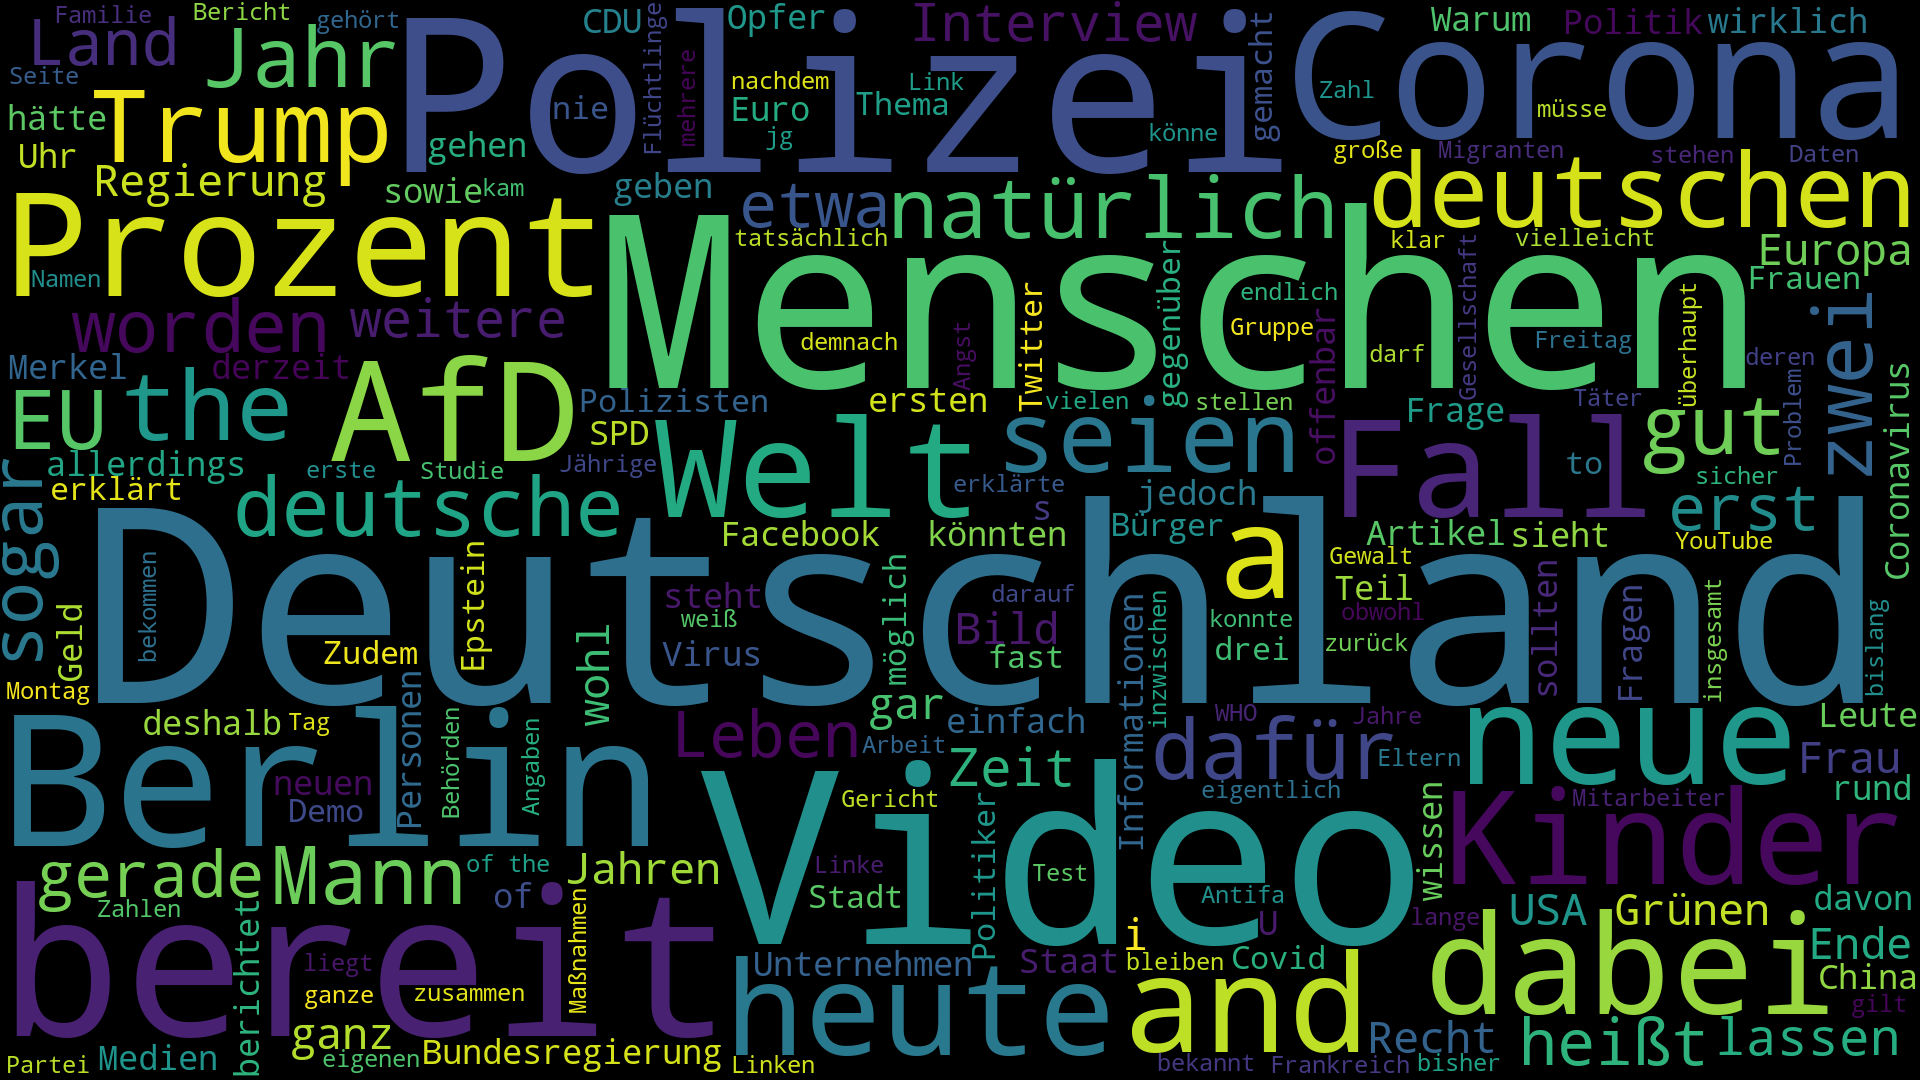 Familie
Bericht
gehört
CDU
Opfer
Interview
Warum
Politik
wirklich
Land
Jahr
Polizei
Corona
Flüchtlinge
mehrere
gemacht
Seite
nachdem
Link
Zahl
hätte
Trump
nie
Euro
Thema
müsse
Uhr
gehen
jg
könne
große
Migranten
stehen
Daten
Regierung
sowie
kam
geben
etwa
natürlich
deutschen
Prozent
Menschen
tatsächlich
klar
vielleicht
Europa
Namen
gegenüber
endlich
Gesellschaft
Frauen
worden
weitere
Twitter
Gruppe
offenbar
überhaupt
zwei
Merkel
derzeit
demnach
Angst
darf
Freitag
deren
EU
the
AfD
Polizisten
ersten
vielen
stellen
Frage
Täter
Problem
Coronavirus
SPD
Welt
seien
Fall
gut
allerdings
erste
Studie
Jährige
erklärte
to
sicher
sogar
erklärt
deutsche
s
jedoch
erst
Facebook
könnten
Bürger
a
Artikel
sieht
YouTube
Deutschland
Gewalt
Geld
bekommen
Epstein
steht
möglich
darauf
Teil
sollten
Fragen
insgesamt
bislang
weiß
Bild
Informationen
inzwischen
konnte
obwohl
Zudem
wohl
Virus
fast
drei
zurück
Montag
Personen
gar
deshalb
Tag
Behörden
Angaben
Leben
einfach
WHO
Jahre
neue
Leute
Berlin
Arbeit
dafür
Eltern
Frau
neuen
Zeit
Demo
Gericht
eigentlich
wissen
Mitarbeiter
rund
Video
Kinder
gerade
Mann
of the
Jahren
Linke
Politiker
Test
Zahlen
of
Stadt
Antifa
USA
Grünen
davon
bereit
berichtet
Maßnahmen
U
lange
i
dabei
Ende
liegt
Unternehmen
Staat
bleiben
Covid
China
ganze
zusammen
heute
and
gilt
ganz
Recht
heißt
lassen
Partei
Medien
eigenen
Bundesregierung
Linken
bekannt
Frankreich
bisher